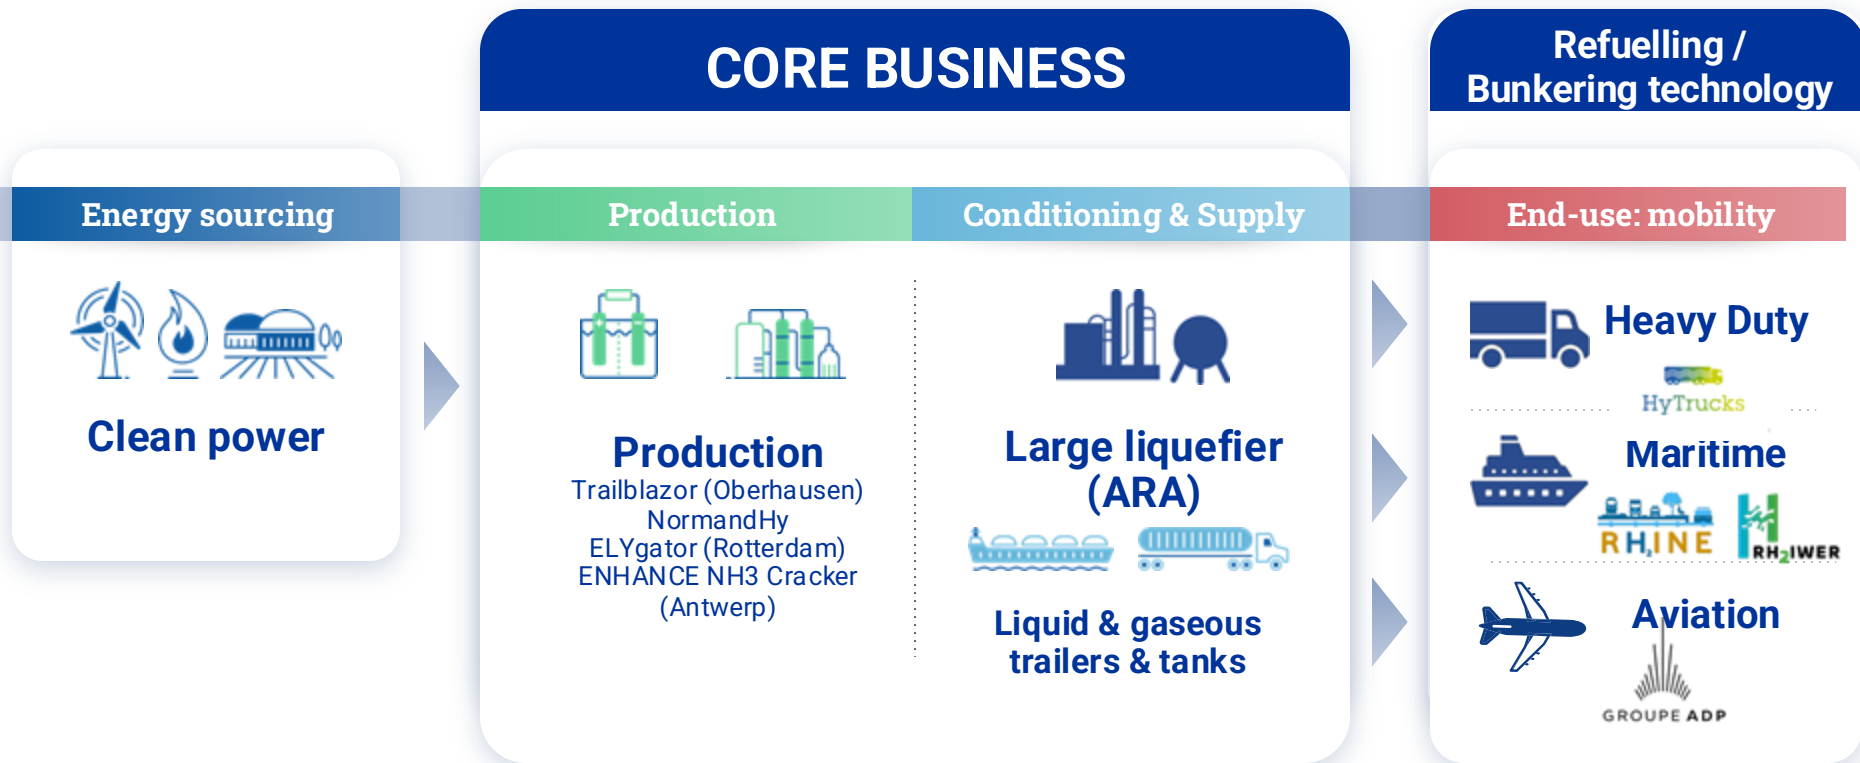 CORE BUSINESS
Refuelling /
Bunkering technology
Energy sourcing
Production
Conditioning & Supply
End-use: mobility
Clean power
Production
Trailblazor (Oberhausen)
NormandHy
ELYgator (Rotterdam)
ENHANCE NH3 Cracker
(Antwerp)
Large liquefier
(ARA)
Liquid & gaseous
trailers & tanks
Heavy Duty
HyTrucks
Maritime
RH₂INE
RH₂IWER
Aviation
GROUPE ADP